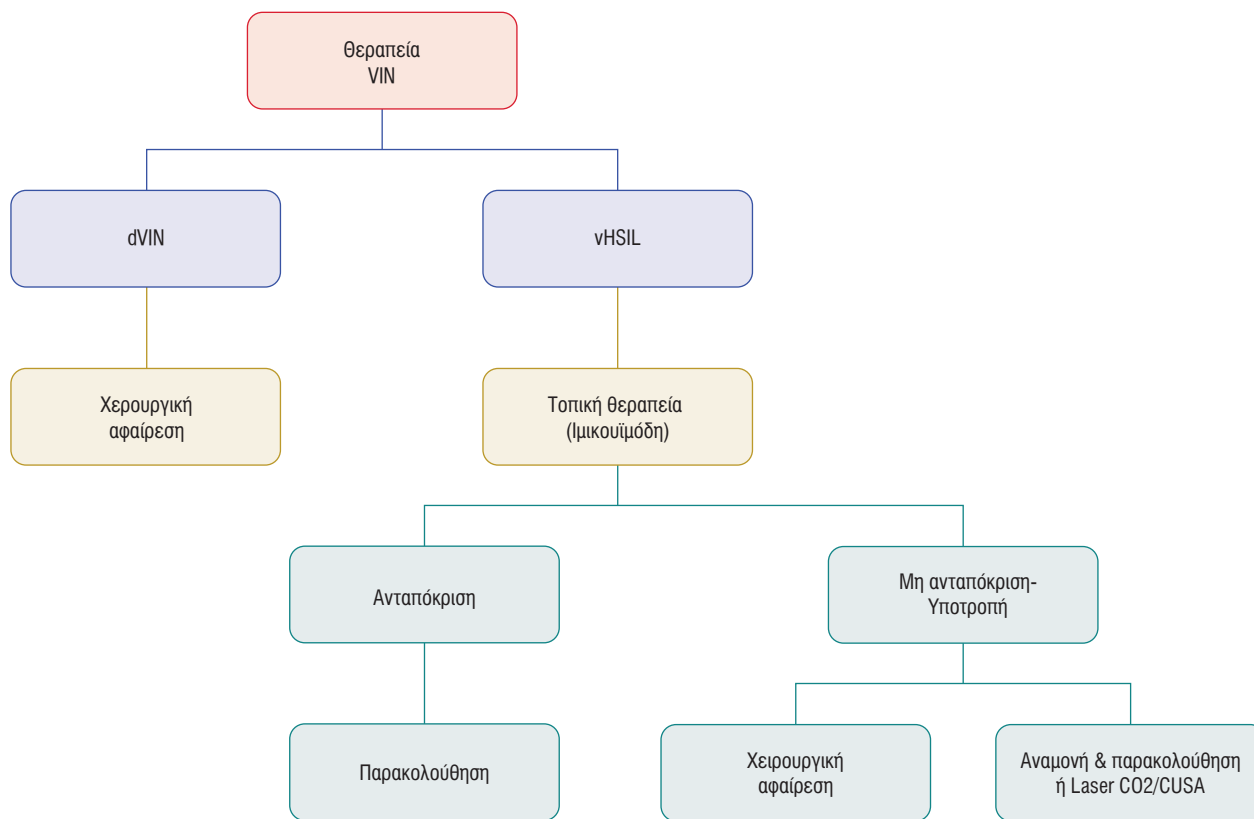 Θεραπεία
VIN
dVIN
vHSIL
Χερουργική
αφαίρεση
Τοπική θεραπεία
(Ιμικουϊμόδη)
Ανταπόκριση
Μη ανταπόκριση-
Υποτροπή
Παρακολούθηση
Χειρουργική
αφαίρεση
Αναμονή & παρακολούθηση
ή Laser CO2/CUSA